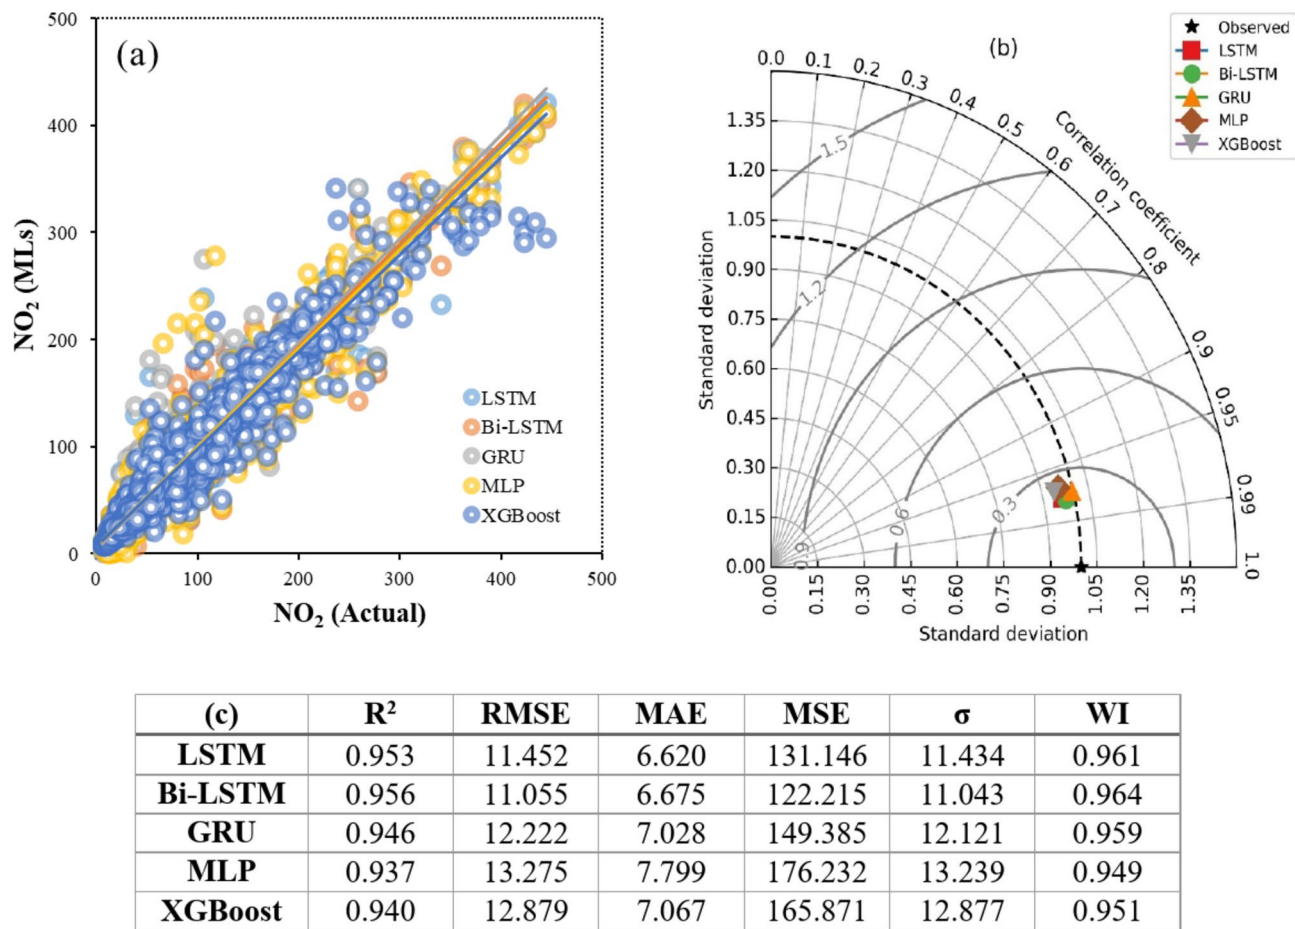 (a)
500
400
300
200
100
0
0 100 200 300 400 500
NO₂ (MLs)
NO₂ (Actual)
LSTM
Bi-LSTM
GRU
MLP
XGBoost
(b)
Observed
LSTM
Bi-LSTM
GRU
MLP
XGBoost
0.0 0.1 0.2 0.3 0.4 0.5 0.6 0.7 0.8 0.9 0.95 0.99 1.0
Correlation coefficient
1.35
1.20
1.05
0.90
0.75
0.60
0.45
0.30
0.15
0.00
Standard deviation
1.5
1.2
0.9
0.6
0.3
0.00 0.15 0.30 0.45 0.60 0.75 0.90 1.05 1.20 1.35
Standard deviation
(c) R² RMSE MAE MSE σ WI
LSTM 0.953 11.452 6.620 131.146 11.434 0.961
Bi-LSTM 0.956 11.055 6.675 122.215 11.043 0.964
GRU 0.946 12.222 7.028 149.385 12.121 0.959
MLP 0.937 13.275 7.799 176.232 13.239 0.949
XGBoost 0.940 12.879 7.067 165.871 12.877 0.951